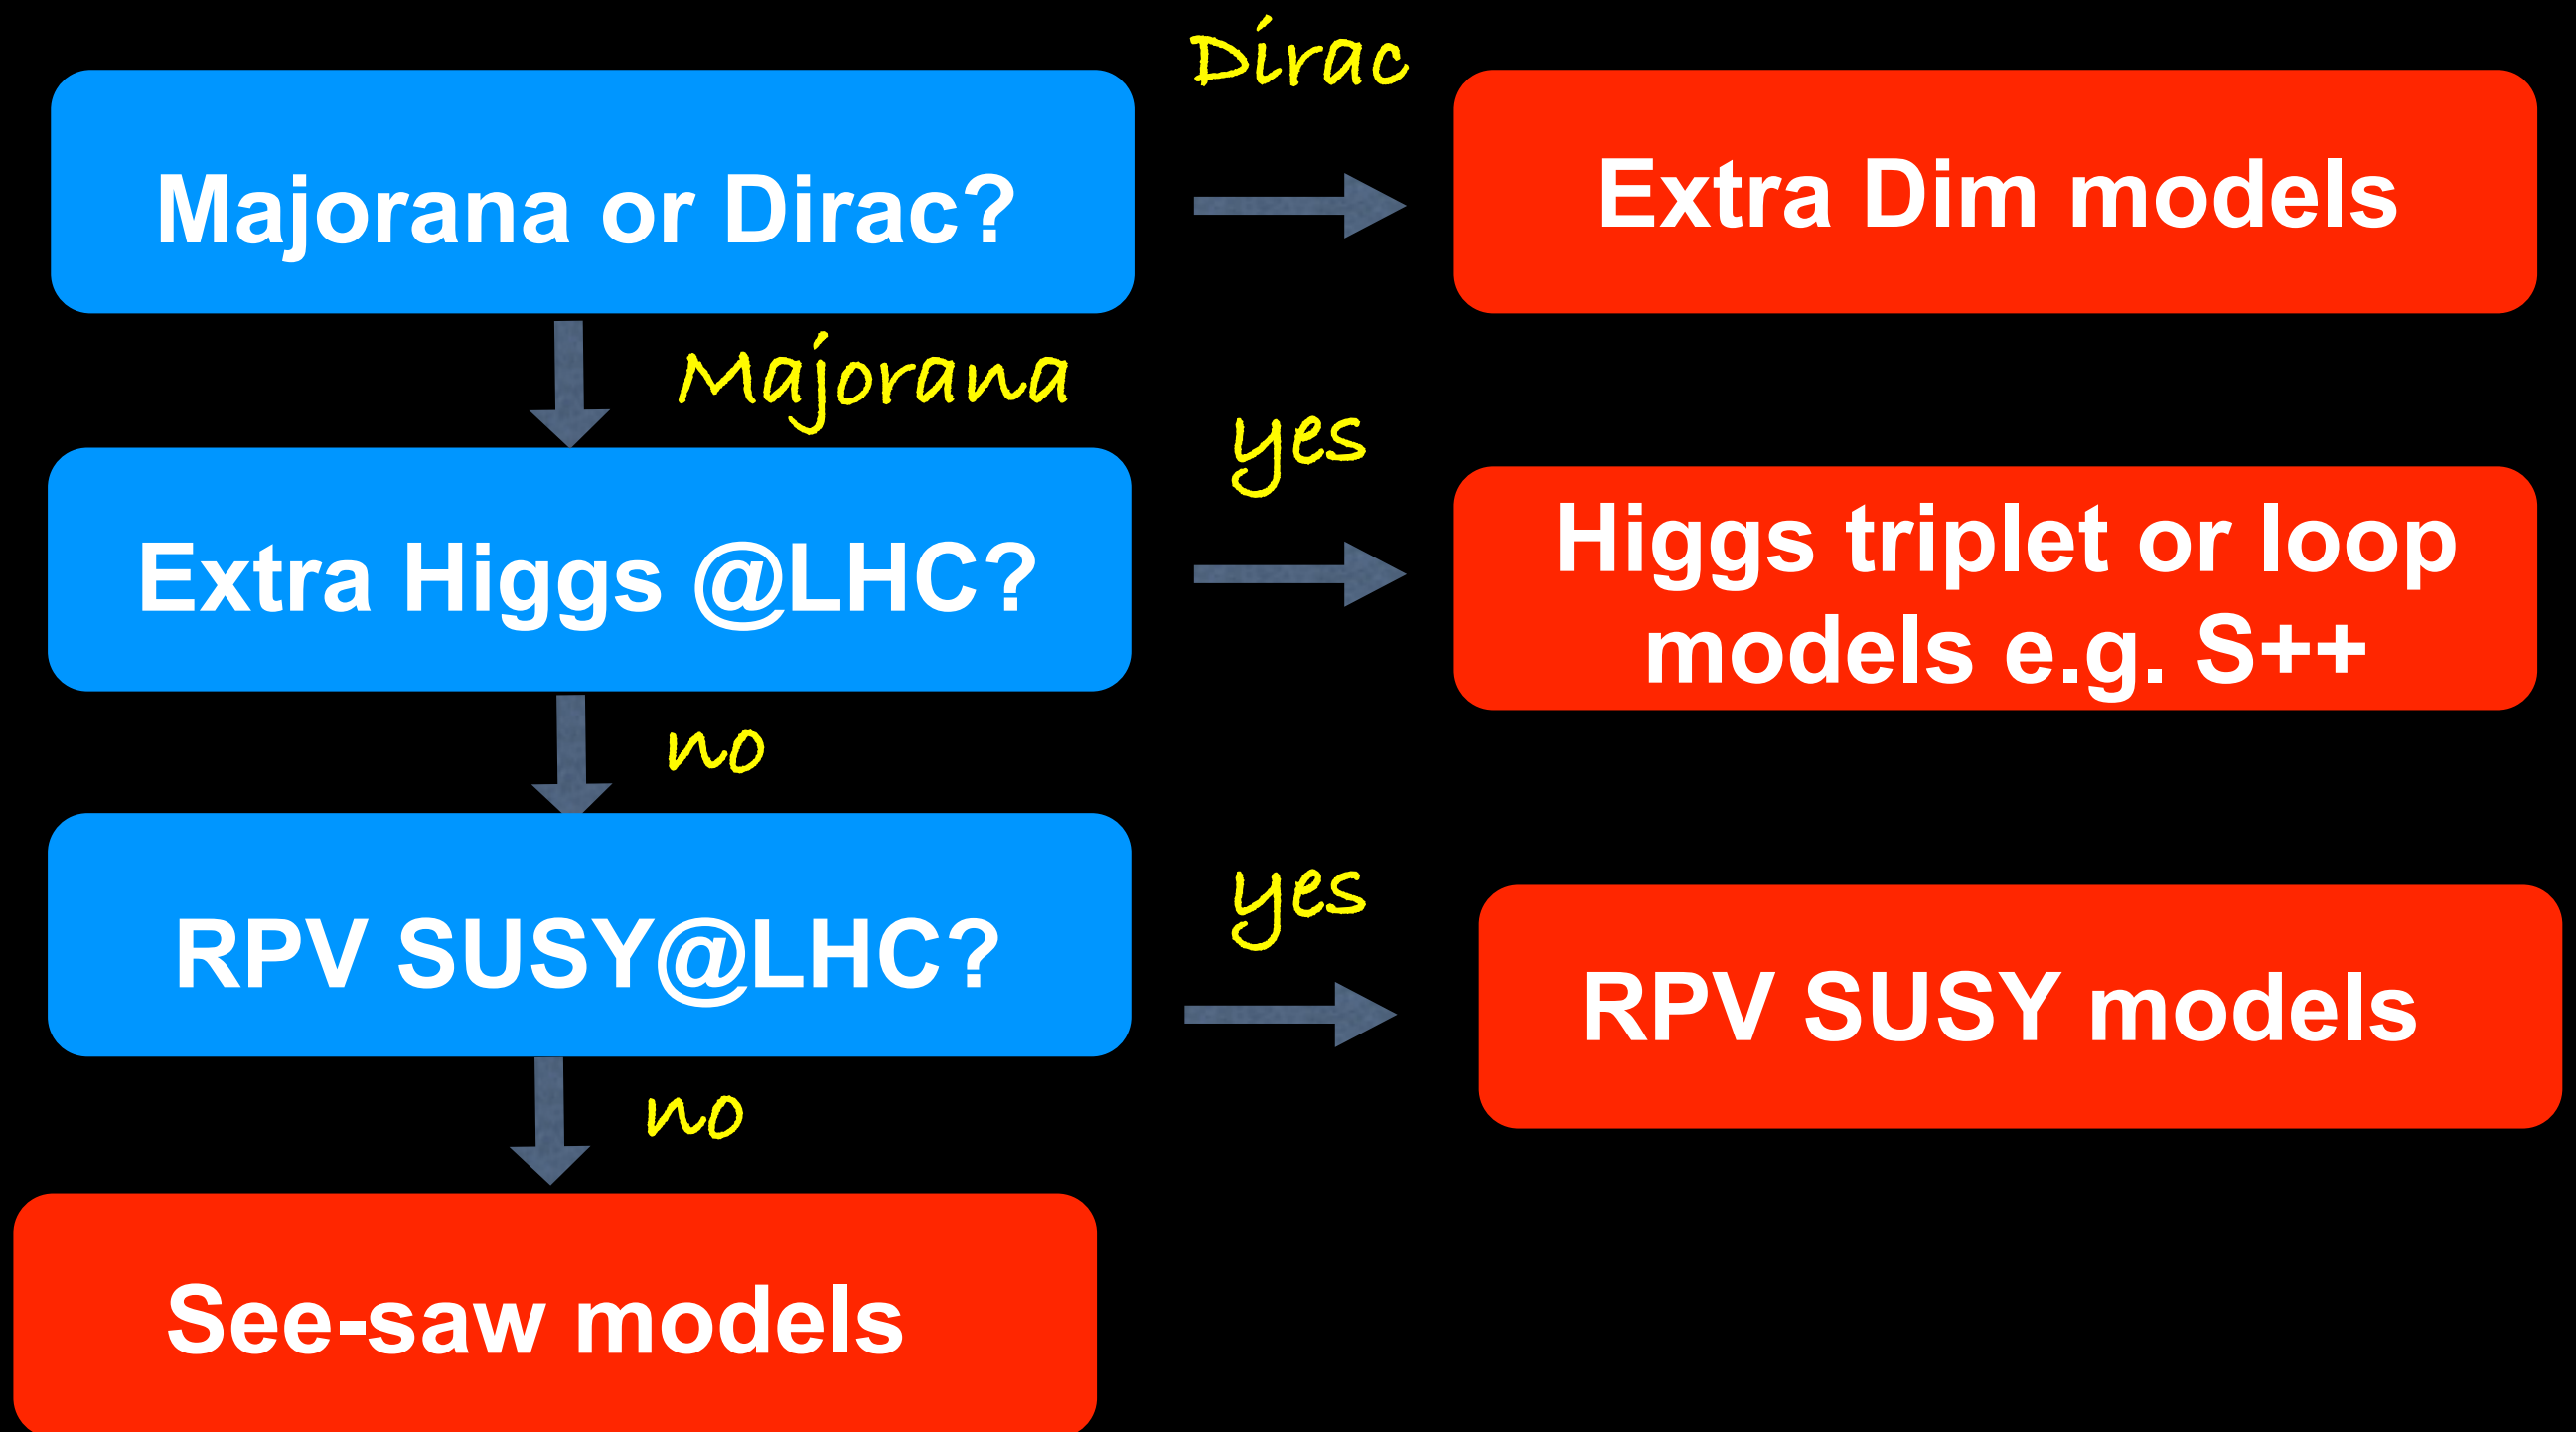 Dirac
Majorana or Dirac?
Extra Dim models
Majorana
yes
Extra Higgs @LHC?
Higgs triplet or loop
models e.g. S++
no
yes
RPV SUSY@LHC?
RPV SUSY models
no
See-saw models